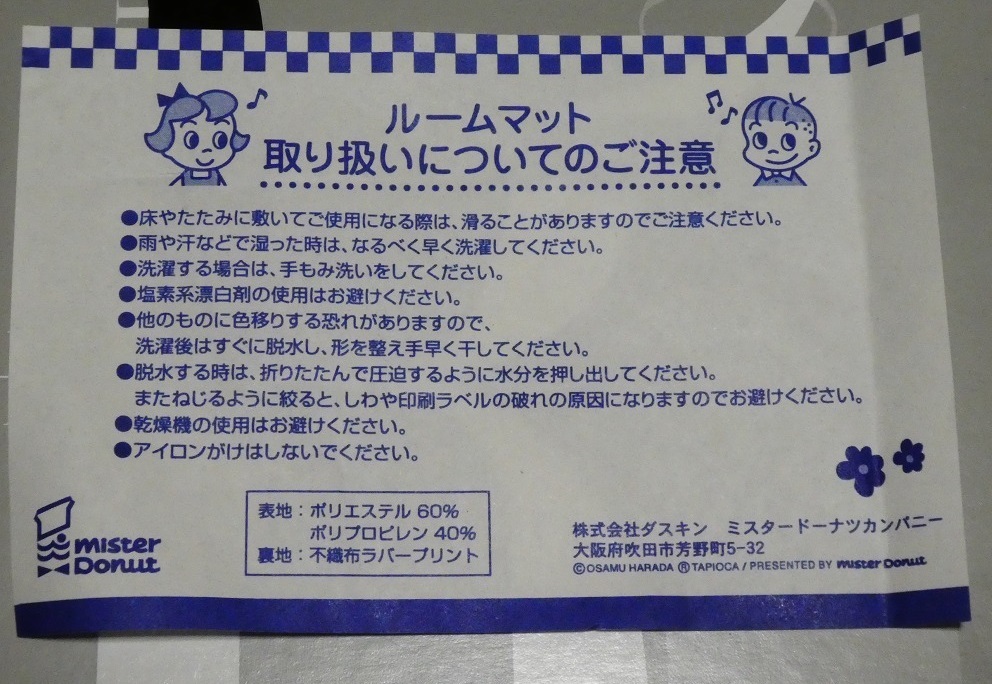 ルームマット
取り扱いについてのご注意
●床やたたみに敷いてご使用になる際は、滑ることがありますのでご注意ください。
●雨や汗などで湿った時は、なるべく早く洗濯してください。
●洗濯する場合は、手もみ洗いをしてください。
●塩素系漂白剤の使用はお避けください。
●他のものに色移りする恐れがありますので、
洗濯後はすぐに脱水し、形を整え手早く干してください。
●脱水する時は、折りたたんで圧迫するように水分を押し出してください。
またねじるように絞ると、しわや印刷ラベルの破れの原因になりますのでお避けください。
●乾燥機の使用はお避けください。
●アイロンがけはしないでください。
表地：ポリエステル 60%
ポリプロピレン 40%
裏地：不織布ラバープリント
mister
Donut
株式会社ダスキン　ミスタードーナツカンパニー
大阪府吹田市芳野町5-32
©OSAMU HARADA ®TAPIOCA / PRESENTED BY mister Donut